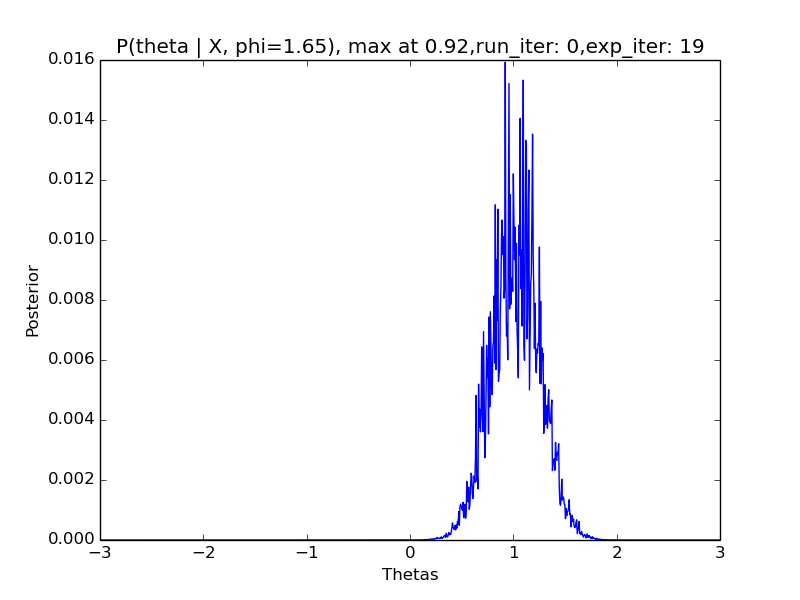 P(theta | X, phi=1.65), max at 0.92,run_iter: 0,exp_iter: 19
0.016
0.014
0.012
0.010
0.008
0.006
0.004
0.002
0.000
Posterior
−3 −2 −1 0 1 2 3
Thetas